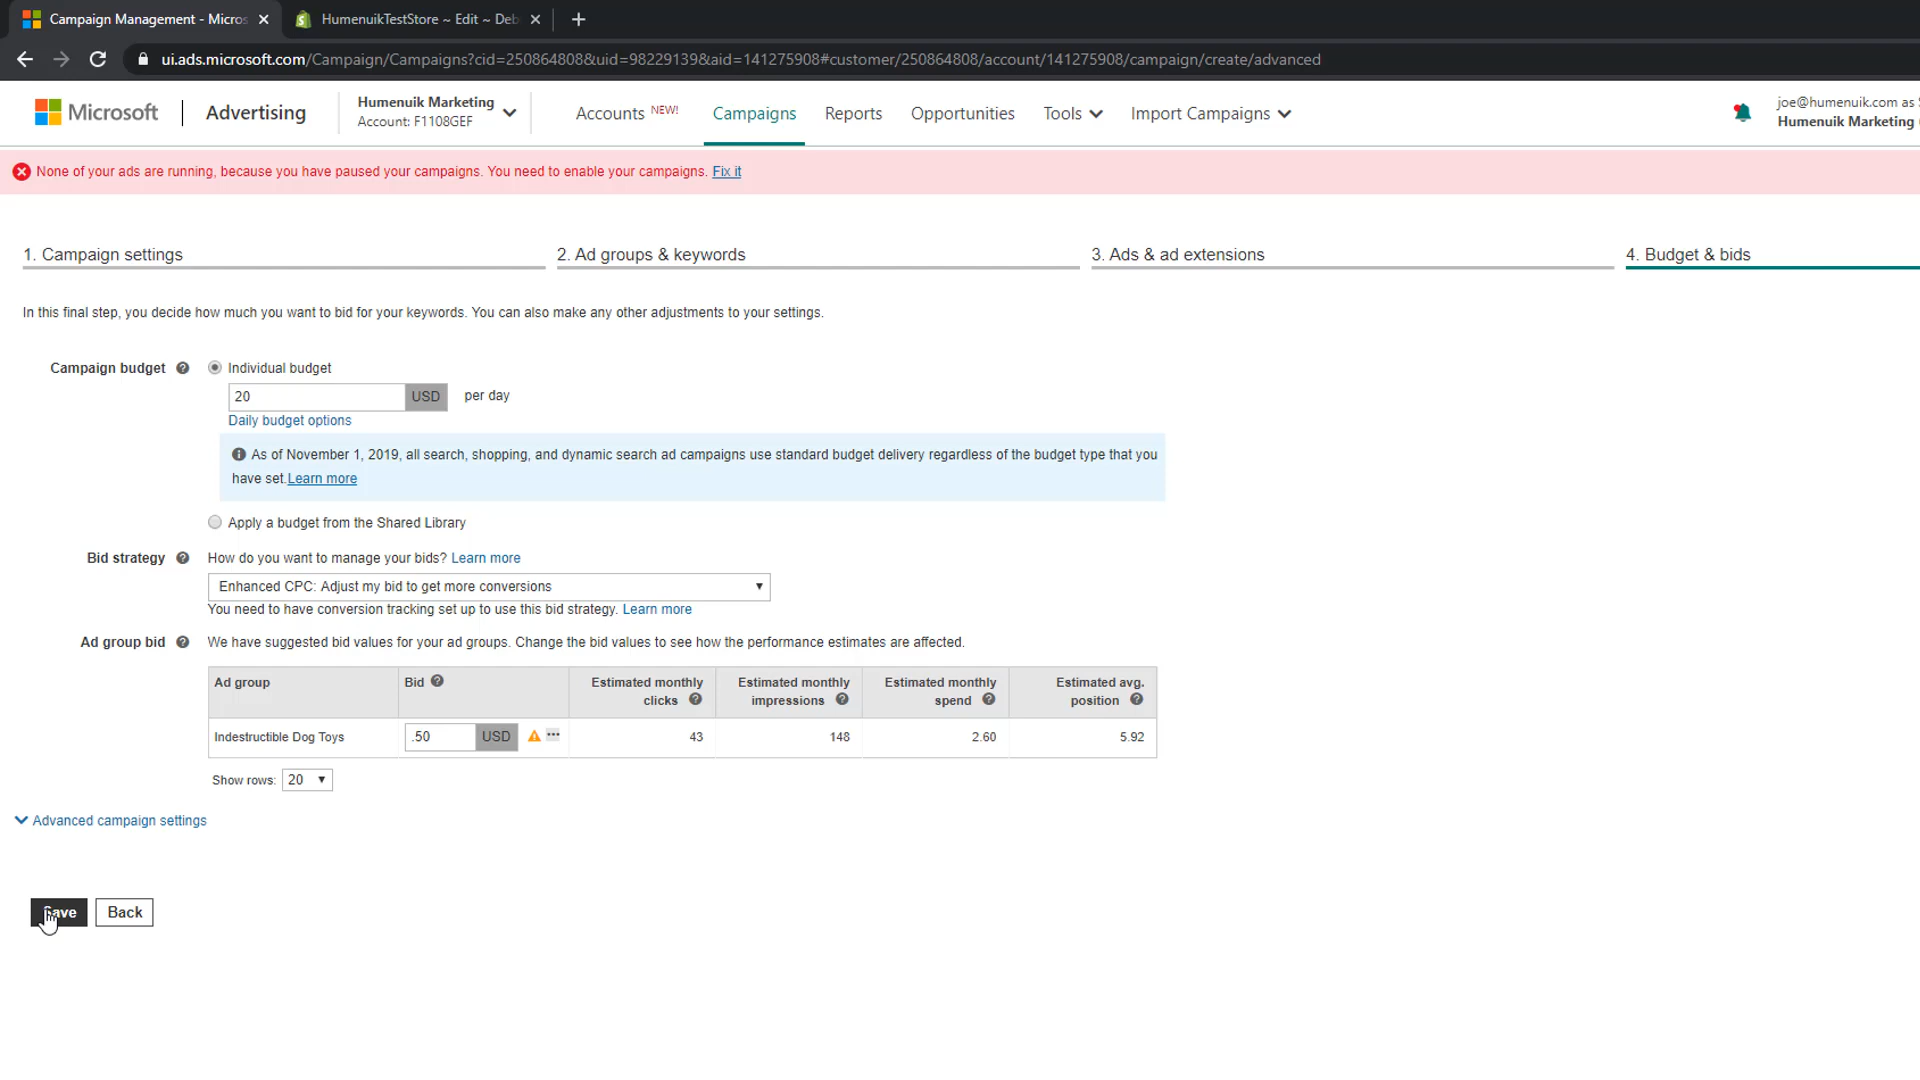 Campaign Management - Micros
HumenuikTestStore ~ Edit ~ Deb
ui.ads.microsoft.com/Campaign/Campaigns?cid=250864808&uid=98229139&aid=141275908#customer/250864808/account/141275908/campaign/create/advanced
Microsoft | Advertising
Humenuik Marketing
Account: F1108GEF
Accounts NEW!
Campaigns
Reports
Opportunities
Tools
Import Campaigns
joe@humenuik.com as S
Humenuik Marketing
None of your ads are running, because you have paused your campaigns. You need to enable your campaigns. Fix it
1. Campaign settings
2. Ad groups & keywords
3. Ads & ad extensions
4. Budget & bids
In this final step, you decide how much you want to bid for your keywords. You can also make any other adjustments to your settings.
Campaign budget
Individual budget
20 USD per day
Daily budget options
As of November 1, 2019, all search, shopping, and dynamic search ad campaigns use standard budget delivery regardless of the budget type that you
have set. Learn more
Apply a budget from the Shared Library
Bid strategy
How do you want to manage your bids? Learn more
Enhanced CPC: Adjust my bid to get more conversions
You need to have conversion tracking set up to use this bid strategy. Learn more
Ad group bid
We have suggested bid values for your ad groups. Change the bid values to see how the performance estimates are affected.
Ad group
Bid
Estimated monthly
clicks
Estimated monthly
impressions
Estimated monthly
spend
Estimated avg.
position
Indestructible Dog Toys
.50 USD
43
148
2.60
5.92
Show rows: 20
Advanced campaign settings
Save
Back